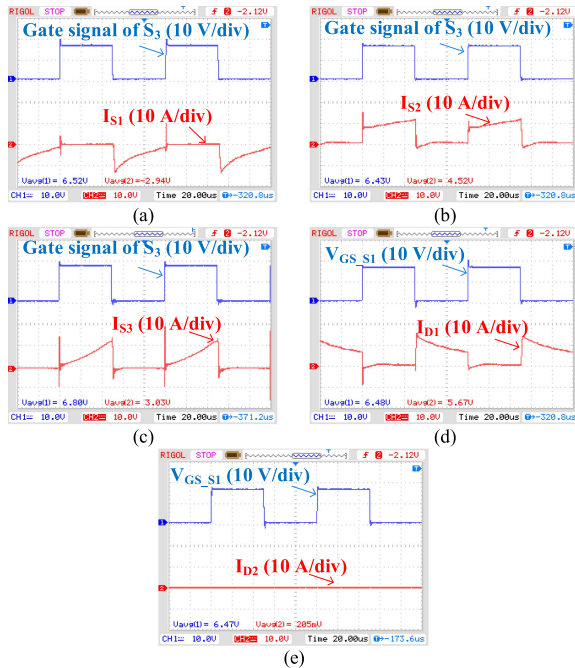 RIGOL STOP ƒ 2 -2.12V
Gate signal of S3 (10 V/div)
IS1 (10 A/div)
Vavg(1)= 6.52V Vavg(2)=-2.94V
CH1= 10.0V CH2= 10.0V Time 20.00us T→-320.8us
(a)
RIGOL STOP ƒ 2 -2.12V
Gate signal of S3 (10 V/div)
IS2 (10 A/div)
Vavg(1)= 6.43V Vavg(2)= 4.52V
CH1= 10.0V CH2= 10.0V Time 20.00us T→-320.8us
(b)
RIGOL STOP ƒ 2 -2.12V
Gate signal of S3 (10 V/div)
IS3 (10 A/div)
Vavg(1)= 6.80V Vavg(2)= 3.03V
CH1= 10.0V CH2= 10.0V Time 20.00us T→-371.2us
(c)
RIGOL STOP ƒ 2 -2.12V
VGS_S1 (10 V/div)
ID1 (10 A/div)
Vavg(1)= 6.48V Vavg(2)= 5.67V
CH1= 10.0V CH2= 10.0V Time 20.00us T→-320.8us
(d)
RIGOL STOP ƒ 2 -2.12V
VGS_S1 (10 V/div)
ID2 (10 A/div)
Vavg(1)= 6.47V Vavg(2)= 205mV
CH1= 10.0V CH2= 10.0V Time 20.00us T→-173.6us
(e)